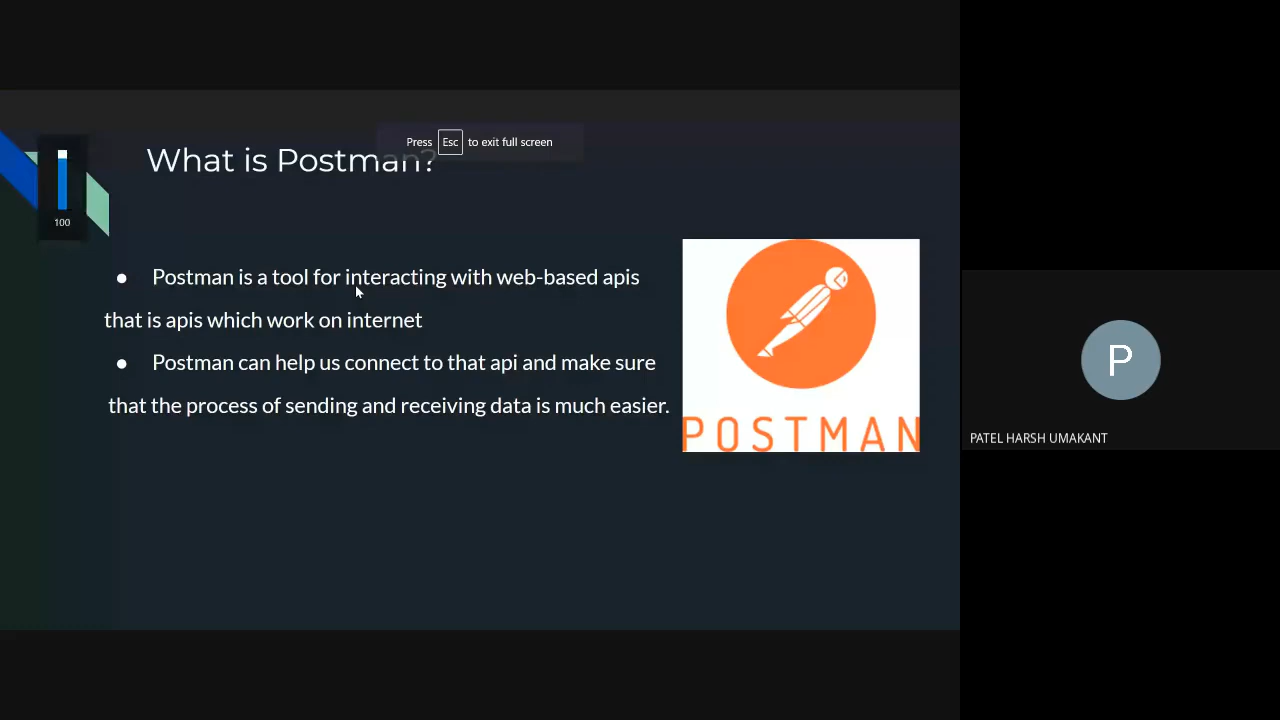 Press Esc to exit full screen
What is Postman?
100
● Postman is a tool for interacting with web-based apis
that is apis which work on internet
● Postman can help us connect to that api and make sure
that the process of sending and receiving data is much easier.
POSTMAN
P
PATEL HARSH UMAKANT